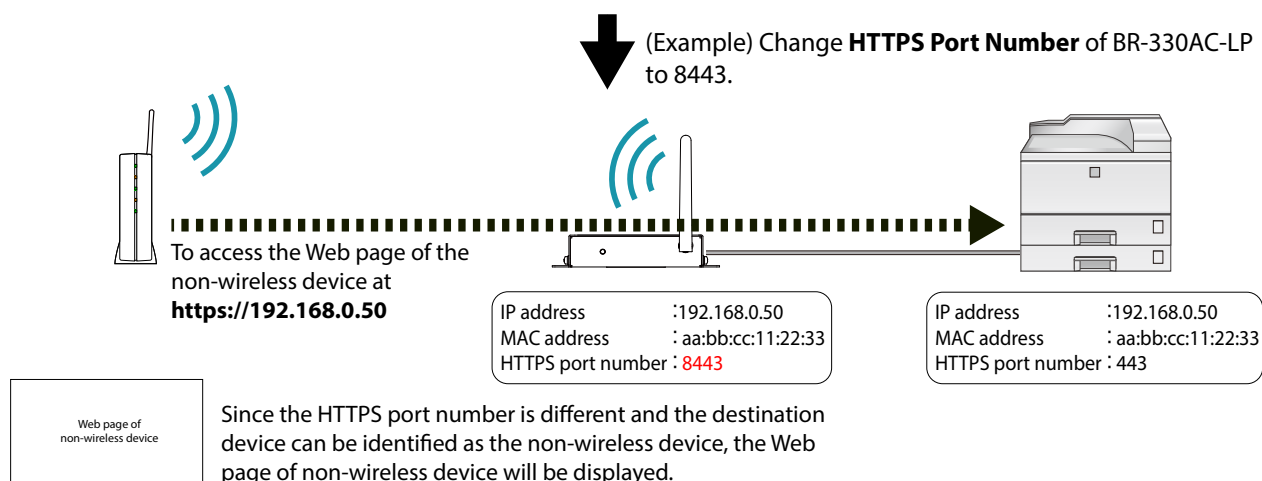 (Example) Change HTTPS Port Number of BR-330AC-LP
to 8443.
To access the Web page of the
non-wireless device at
https://192.168.0.50
IP address :192.168.0.50
MAC address : aa:bb:cc:11:22:33
HTTPS port number : 8443
IP address :192.168.0.50
MAC address : aa:bb:cc:11:22:33
HTTPS port number : 443
Web page of
non-wireless device
Since the HTTPS port number is different and the destination
device can be identified as the non-wireless device, the Web
page of non-wireless device will be displayed.